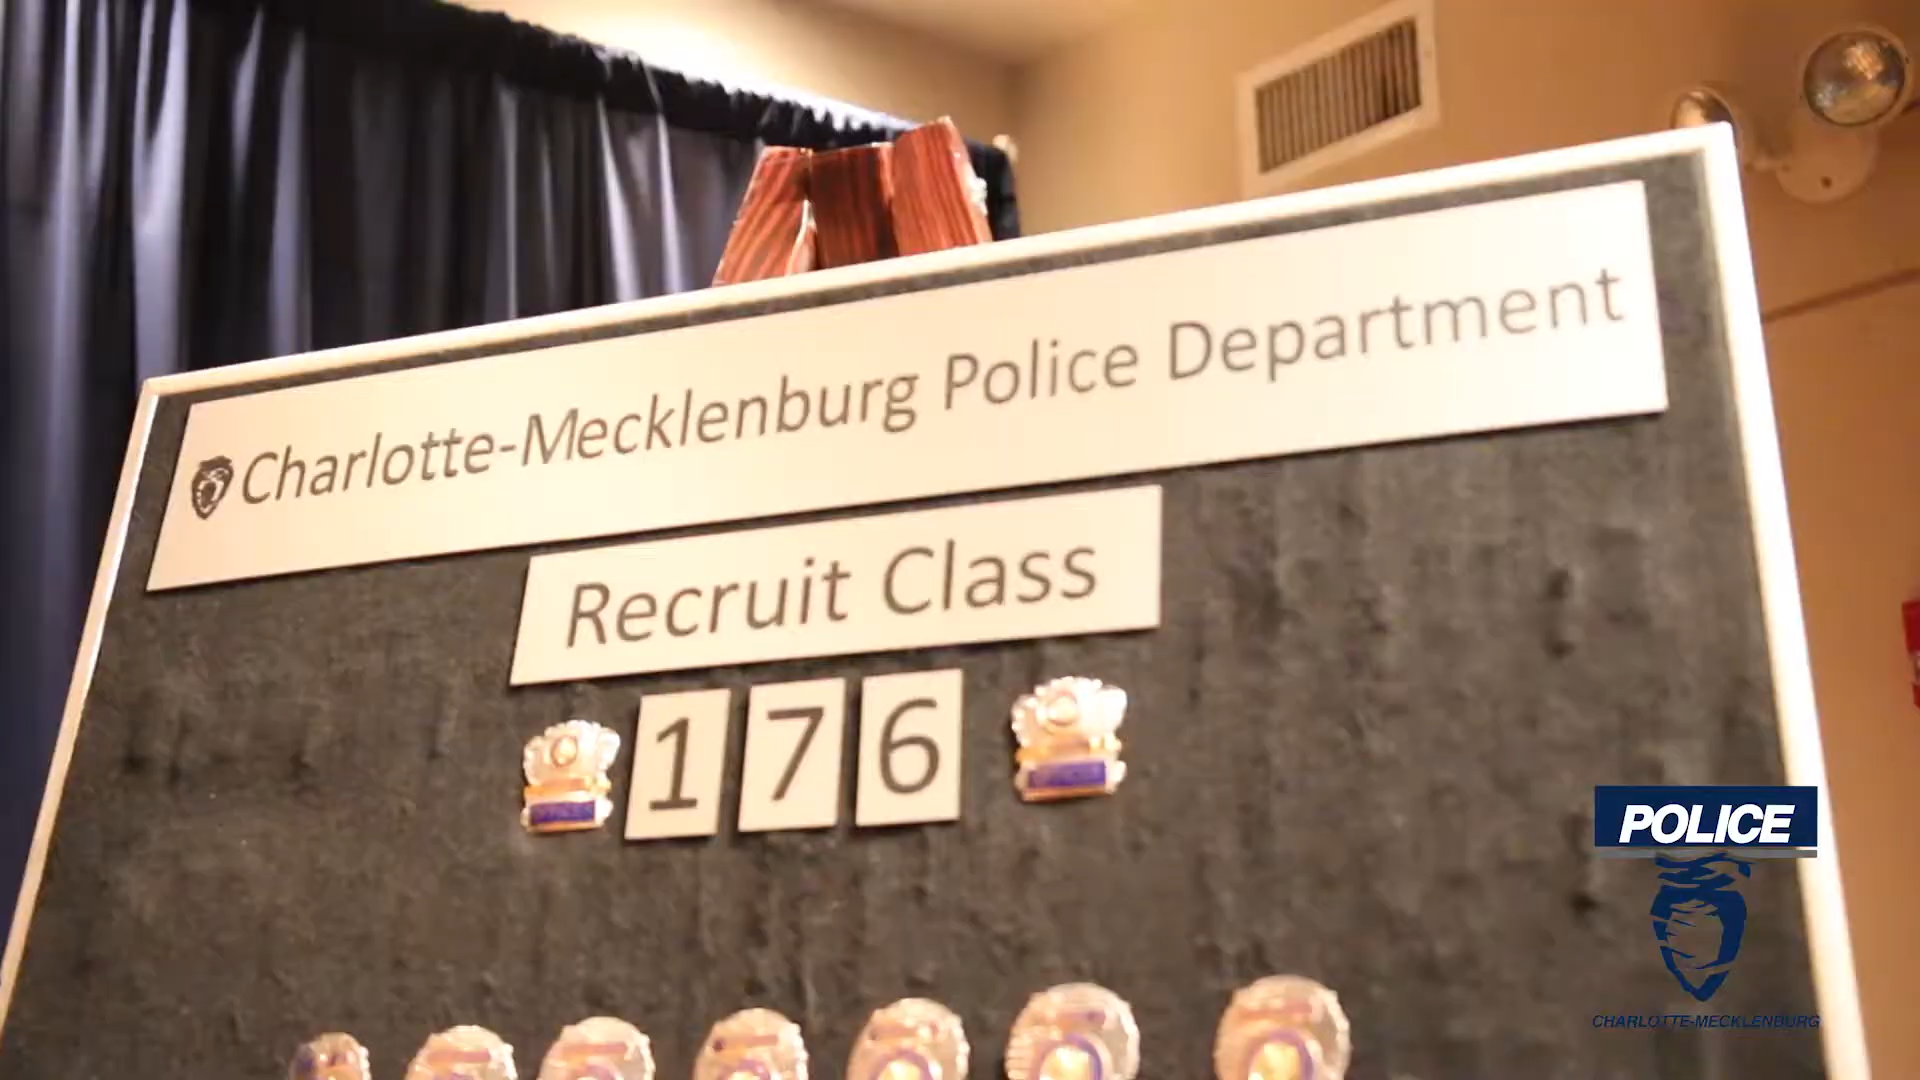 Charlotte-Mecklenburg Police Department
Recruit Class
176
POLICE
CHARLOTTE-MECKLENBURG